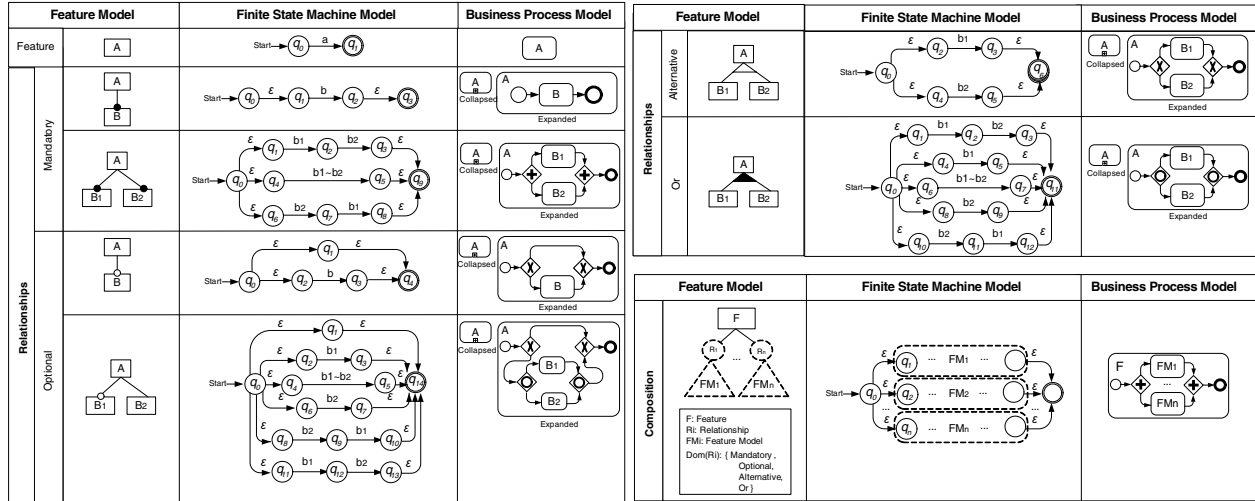 Feature Model Finite State Machine Model Business Process Model
Feature
A
Start q0 a q1
A
Relationships
Mandatory
A
B
Start q0 ε q1 b q2 ε q3
A
Collapsed
A
B
Expanded
A
B1 B2
ε q1 b1 q2 b2 q3 ε
Start q0 ε q4 b1~b2 q5 ε q9
ε q6 b2 q7 b1 q8 ε
A
Collapsed
A
B1
B2
Expanded
Optional
A
B
ε q1 ε
Start q0 ε q2 b q3 ε q4
A
Collapsed
A
B
Expanded
A
B1 B2
ε q1 ε
ε q2 b1 q3 ε
Start q0 ε q4 b1~b2 q5 ε q14
ε q6 b2 q7 ε
ε q8 b2 q9 b1 q10 ε
ε q11 b1 q12 b2 q13 ε
A
Collapsed
A
B1
B2
Expanded
Feature Model Finite State Machine Model Business Process Model
Relationships
Alternative
A
B1 B2
ε q2 b1 q3 ε
Start q0 q6
ε q4 b2 q5 ε
A
Collapsed
A
B1
B2
Expanded
Or
A
B1 B2
ε q1 b1 q2 b2 q3 ε
ε q4 b1 q5 ε
Start q0 ε q6 b1~b2 q7 ε q11
ε q8 b2 q9 ε
ε q10 b2 q11 b1 q12 ε
A
Collapsed
A
B1
B2
Expanded
Feature Model Finite State Machine Model Business Process Model
Composition
F
R1 ... Rn
FM1 FMn
F: Feature
Ri: Relationship
FMi: Feature Model
Dom(Ri): { Mandatory ,
Optional,
Alternative,
Or }
ε q1 ... FM1 ... ε
Start q0 ε q2 ... FM2 ... ε
... ...
ε qn ... FMn ... ε
F
FM1
...
FMn